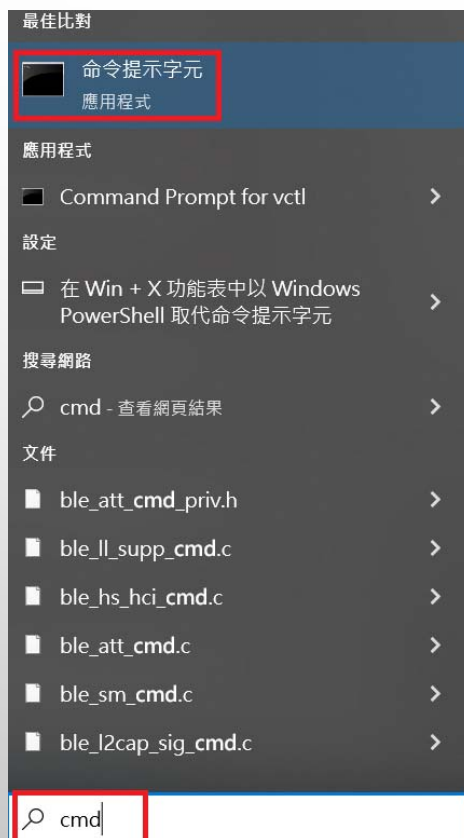 最佳比對
命令提示字元
應用程式
應用程式
Command Prompt for vctl
設定
在 Win + X 功能表中以 Windows
PowerShell 取代命令提示字元
搜尋網路
cmd - 查看網頁結果
文件
ble_att_cmd_priv.h
ble_ll_supp_cmd.c
ble_hs_hci_cmd.c
ble_att_cmd.c
ble_sm_cmd.c
ble_l2cap_sig_cmd.c
cmd